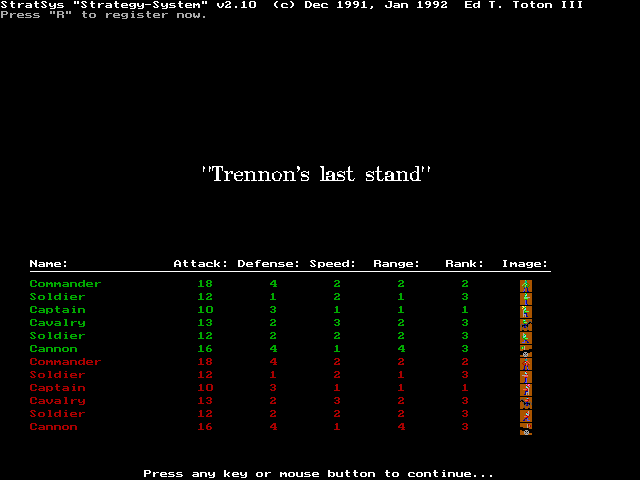 StratSys "Strategy-System" v2.10 (c) Dec 1991, Jan 1992 Ed T. Toton III
Press "R" to register now.
"Trennon's last stand"
Name: Attack: Defense: Speed: Range: Rank: Image:
Commander 18 4 2 2 2
Soldier 12 1 2 1 3
Captain 10 3 1 1 1
Cavalry 13 2 3 2 3
Soldier 12 2 2 2 3
Cannon 16 4 1 4 3
Commander 18 4 2 2 2
Soldier 12 1 2 1 3
Captain 10 3 1 1 1
Cavalry 13 2 3 2 3
Soldier 12 2 2 2 3
Cannon 16 4 1 4 3
Press any key or mouse button to continue...